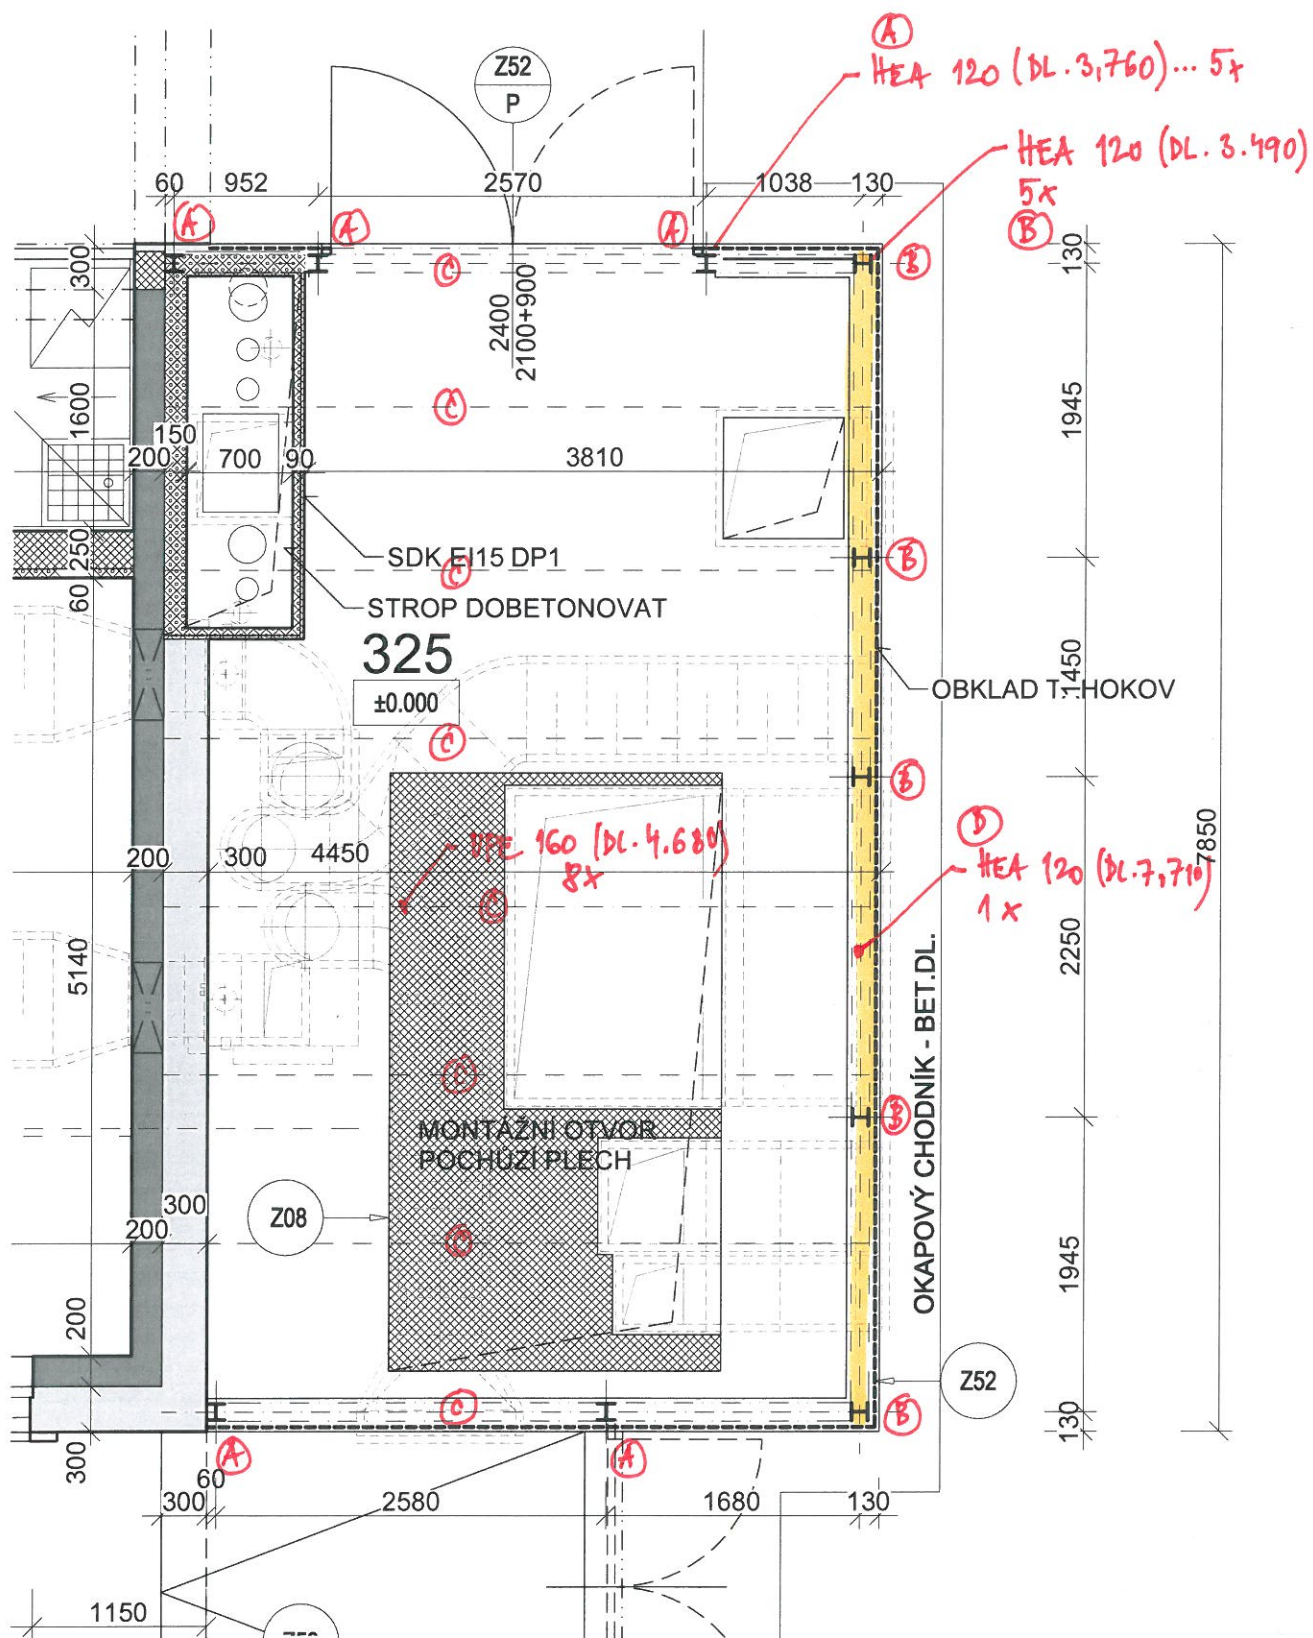 A
HEA 120 (DL. 3,760)... 5x
HEA 120 (DL. 3.490)
5x
B
Z52
P
60
952
2570
1038
130
A
A
A
B
C
300
130
2400
2100+900
1600
C
1945
150
200
700
90
3810
250
SDK EI15 DP1
C
B
60
STROP DOBETONOVAT
325
±0.000
1450
OBKLAD T-HOKOV
C
B
D
HEA 120 (DL.7,710)
1x
7850
UPE 160 (DL.4.680)
8x
200
300
4450
C
5140
2250
OKAPOVÝ CHODNÍK - BET.DL.
C
B
MONTÁŽNÍ OTVOR
POCHUZÍ PLECH
Z08
300
200
C
1945
200
Z52
C
B
130
300
A
A
60
300
2580
1680
130
1150